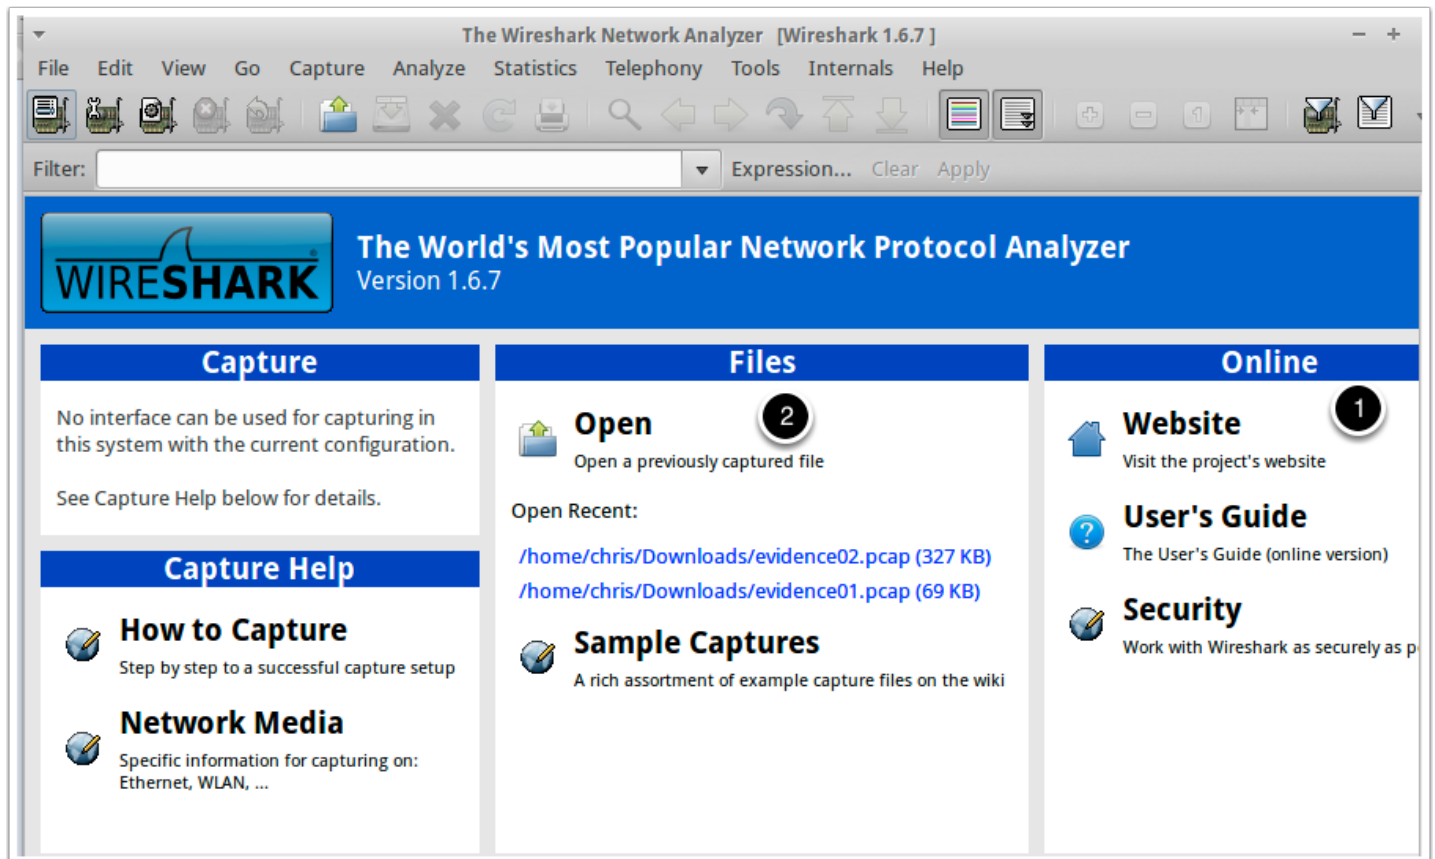 The Wireshark Network Analyzer [Wireshark 1.6.7 ]
File Edit View Go Capture Analyze Statistics Telephony Tools Internals Help
Filter: Expression... Clear Apply
WIRESHARK
The World's Most Popular Network Protocol Analyzer
Version 1.6.7
Capture
No interface can be used for capturing in
this system with the current configuration.
See Capture Help below for details.
Capture Help
How to Capture
Step by step to a successful capture setup
Network Media
Specific information for capturing on:
Ethernet, WLAN, ...
Files
Open
2
Open a previously captured file
Open Recent:
/home/chris/Downloads/evidence02.pcap (327 KB)
/home/chris/Downloads/evidence01.pcap (69 KB)
Sample Captures
A rich assortment of example capture files on the wiki
Online
1
Website
Visit the project's website
User's Guide
The User's Guide (online version)
Security
Work with Wireshark as securely as